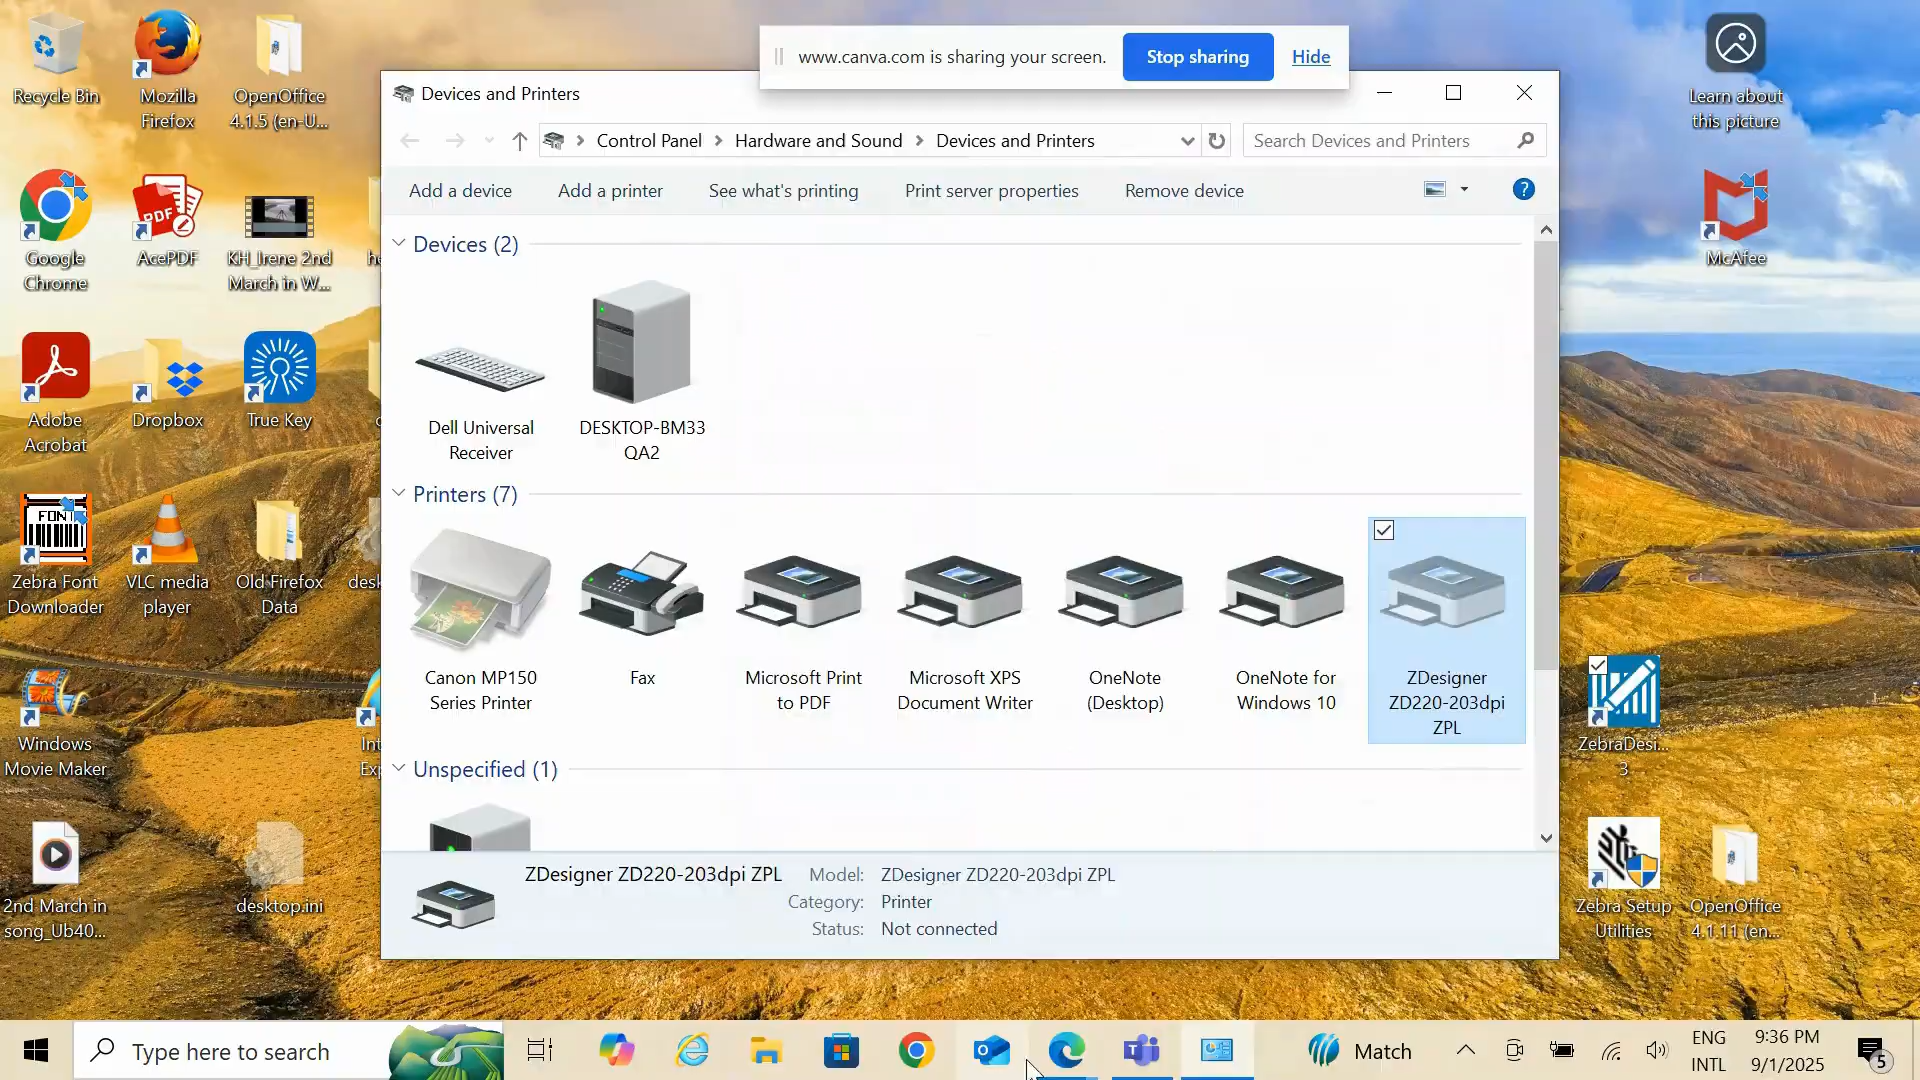 www.canva.com is sharing your screen.
Stop sharing
Hide
Recycle Bin
Mozilla
Firefox
OpenOffice
4.1.5 (en-U...
Learn about
this picture
Devices and Printers
Control Panel
Hardware and Sound
Devices and Printers
Search Devices and Printers
Add a device
Add a printer
See what's printing
Print server properties
Remove device
?
Google
Chrome
PDF
AcePDF
KH_Irene 2nd
March in W...
he
McAfee
Devices (2)
Dell Universal
Receiver
DESKTOP-BM33
QA2
Adobe
Acrobat
Dropbox
True Key
Printers (7)
FONT
Zebra Font
Downloader
VLC media
player
Old Firefox
Data
desk
Canon MP150
Series Printer
Fax
Microsoft Print
to PDF
Microsoft XPS
Document Writer
OneNote
(Desktop)
OneNote for
Windows 10
ZDesigner
ZD220-203dpi
ZPL
ZebraDesi...
3
Windows
Movie Maker
Int
Exp
Unspecified (1)
2nd March in
song_Ub40...
desktop.ini
Zebra Setup
Utilities
OpenOffice
4.1.11 (en...
ZDesigner ZD220-203dpi ZPL
Model: ZDesigner ZD220-203dpi ZPL
Category: Printer
Status: Not connected
Type here to search
Match
ENG
INTL
9:36 PM
9/1/2025
5